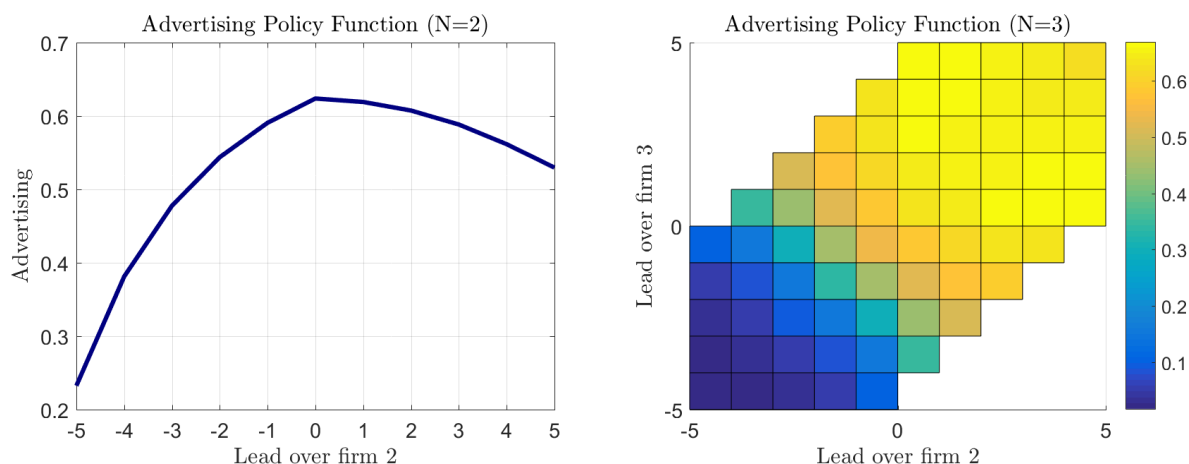 Advertising Policy Function (N=2)
Advertising
0.7
0.6
0.5
0.4
0.3
0.2
-5 -4 -3 -2 -1 0 1 2 3 4 5
Lead over firm 2
Advertising Policy Function (N=3)
Lead over firm 3
5
0
-5
-5 0 5
Lead over firm 2
0.6
0.5
0.4
0.3
0.2
0.1